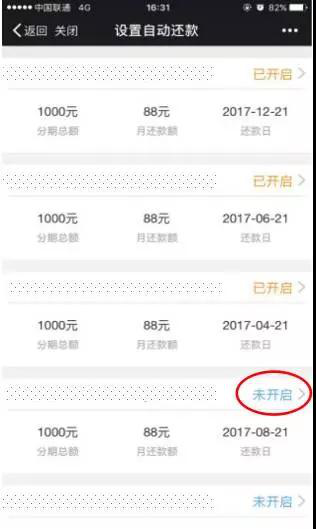 中国联通 4G 16:31 82%
返回 关闭 设置自动还款
已开启
1000元 88元 2017-12-21
分期总额 月还款额 还款日
已开启
1000元 88元 2017-06-21
分期总额 月还款额 还款日
已开启
1000元 88元 2017-04-21
分期总额 月还款额 还款日
未开启
1000元 88元 2017-08-21
分期总额 月还款额 还款日
未开启